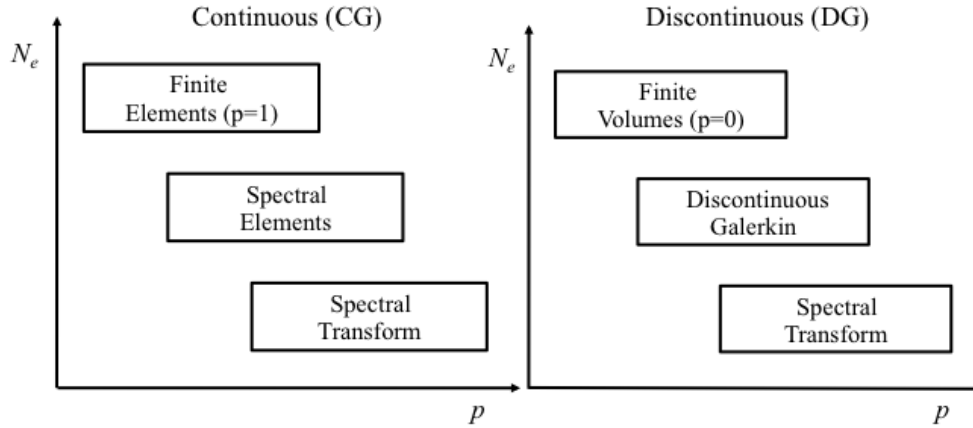 Continuous (CG)
N_e
Finite
Elements (p=1)
Spectral
Elements
Spectral
Transform
p
Discontinuous (DG)
N_e
Finite
Volumes (p=0)
Discontinuous
Galerkin
Spectral
Transform
p